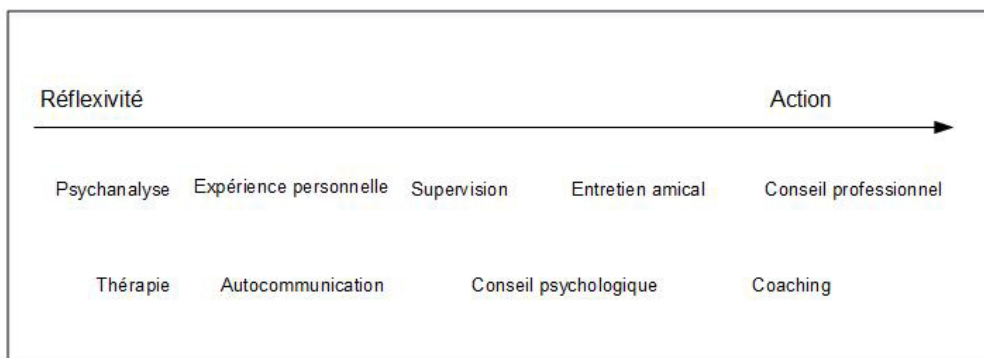 Réflexivité Action
Psychanalyse Expérience personnelle Supervision Entretien amical Conseil professionnel
Thérapie Autocommunication Conseil psychologique Coaching